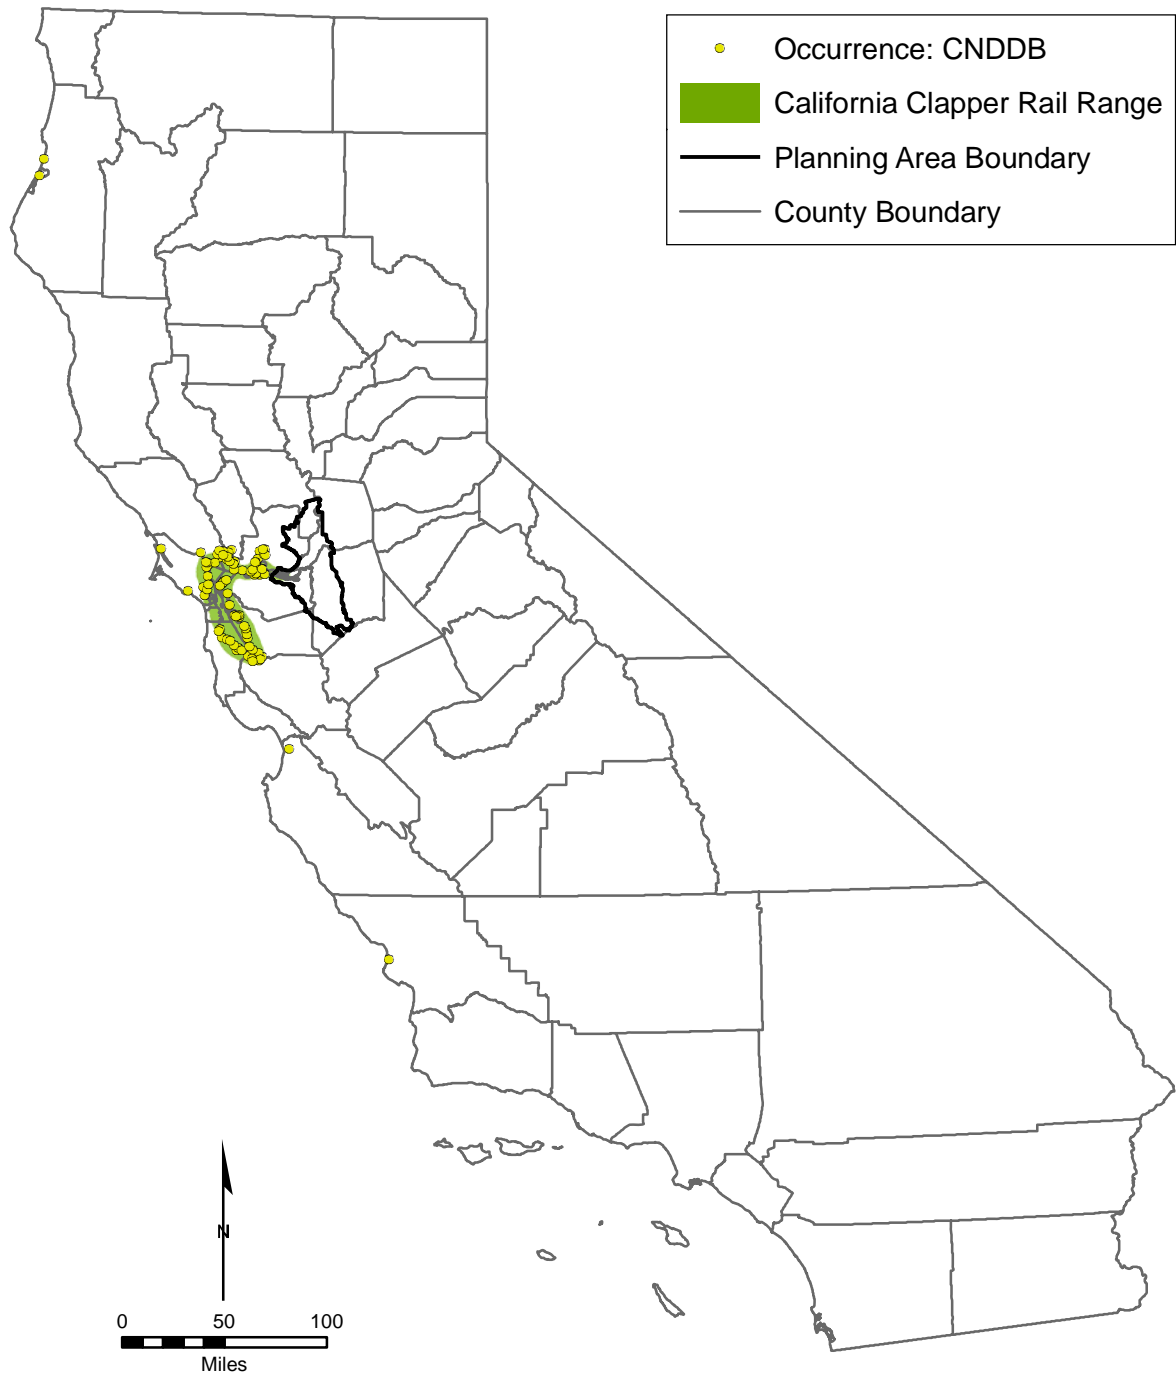 Occurrence: CNDDB
California Clapper Rail Range
Planning Area Boundary
County Boundary
N
0 50 100
Miles